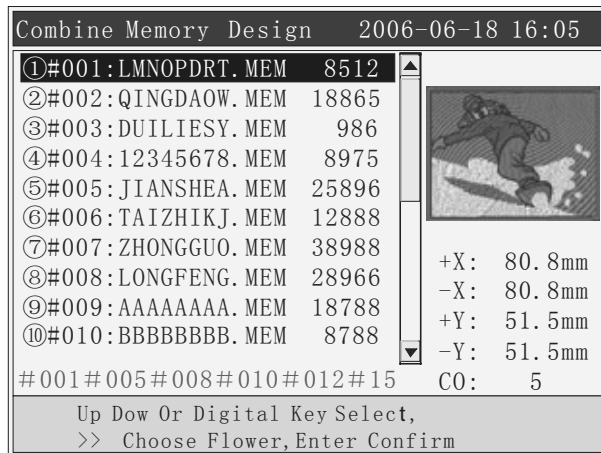 Combine Memory Design 2006-06-18 16:05
①#001:LMNOPDRT.MEM 8512
②#002:QINGDAOW.MEM 18865
③#003:DUILIESY.MEM 986
④#004:12345678.MEM 8975
⑤#005:JIANSHEA.MEM 25896
⑥#006:TAIZHIKJ.MEM 12888
⑦#007:ZHONGGUO.MEM 38988
⑧#008:LONGFENG.MEM 28966
⑨#009:AAAAAAAA.MEM 18788
⑩#010:BBBBBBBB.MEM 8788
+X: 80.8mm
-X: 80.8mm
+Y: 51.5mm
-Y: 51.5mm
CO: 5
#001#005#008#010#012#15
Up Dow Or Digital Key Select,
>> Choose Flower,Enter Confirm